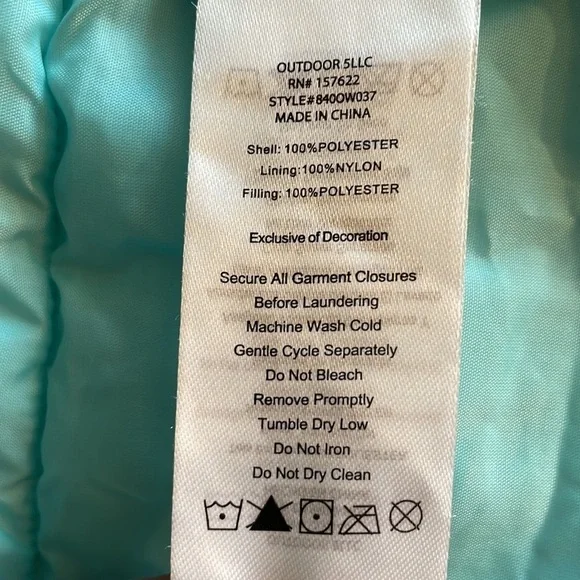 OUTDOOR 5LLC
RN# 157622
STYLE#840OW037
MADE IN CHINA
Shell: 100%POLYESTER
Lining:100%NYLON
Filling: 100%POLYESTER
Exclusive of Decoration
Secure All Garment Closures
Before Laundering
Machine Wash Cold
Gentle Cycle Separately
Do Not Bleach
Remove Promptly
Tumble Dry Low
Do Not Iron
Do Not Dry Clean